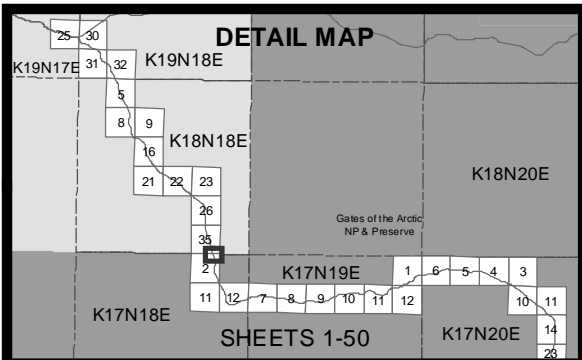 DETAIL MAP
25 30
K19N17E
31 32
K19N18E
5
8 9
K18N18E
16
21 22 23
K18N20E
26
Gates of the Arctic
NP & Preserve
35
2
K17N19E
1 6 5 4 3
11 12 7 8 9 10 11 12
10 11
K17N18E
SHEETS 1-50
K17N20E
14
23